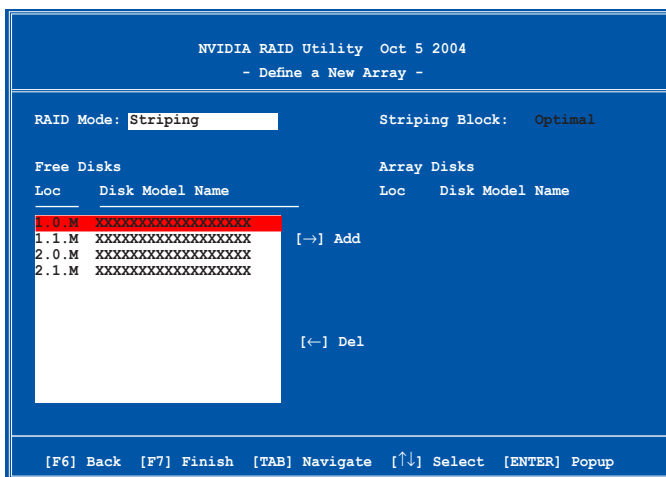 NVIDIA RAID Utility Oct 5 2004
- Define a New Array -
RAID Mode: Striping Striping Block: Optimal
Free Disks Array Disks
Loc Disk Model Name Loc Disk Model Name
1.0.M XXXXXXXXXXXXXXXXXX
1.1.M XXXXXXXXXXXXXXXXXX
[→] Add
2.0.M XXXXXXXXXXXXXXXXXX
2.1.M XXXXXXXXXXXXXXXXXX
[←] Del
[F6] Back [F7] Finish [TAB] Navigate [↑↓] Select [ENTER] Popup